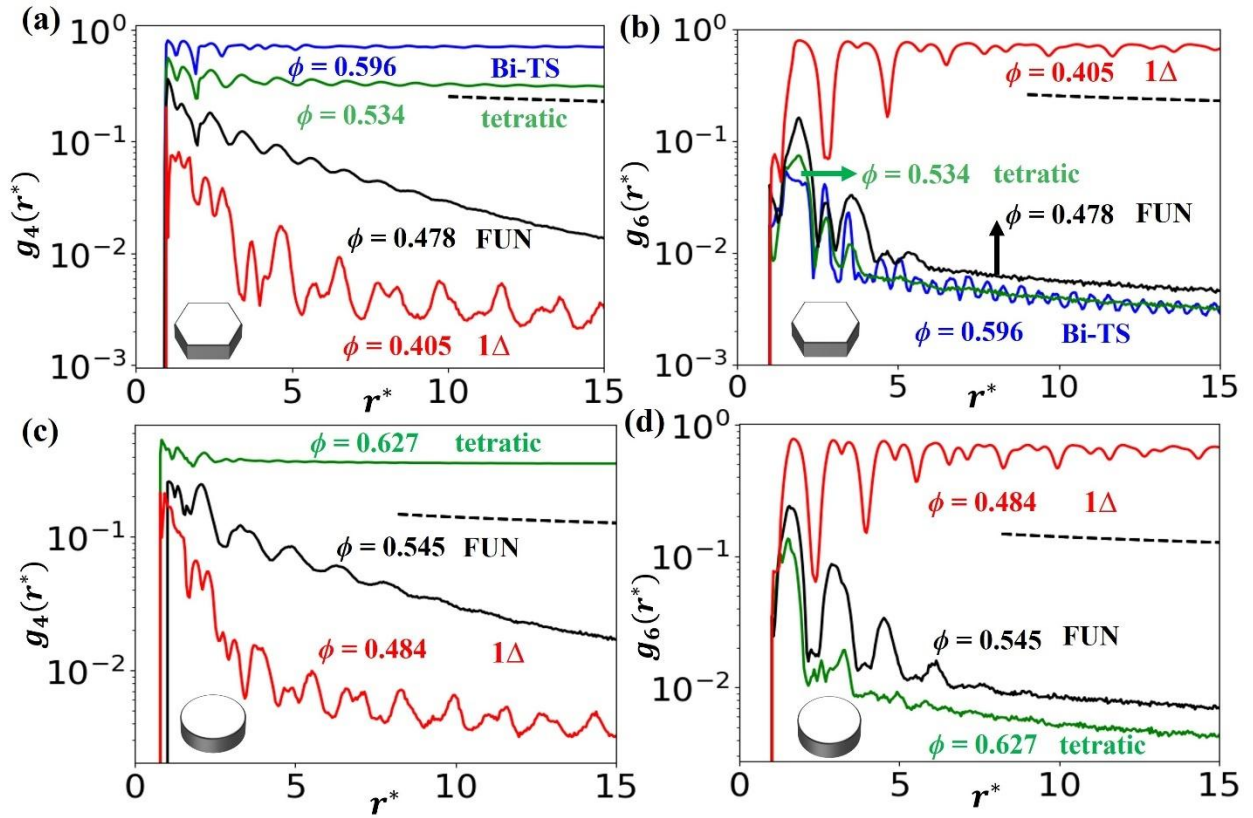 (a)
10⁰
10⁻¹
10⁻²
10⁻³
g₄(r*)
ϕ = 0.596 Bi-TS
ϕ = 0.534 tetratic
ϕ = 0.478 FUN
ϕ = 0.405 1Δ
0 5 10 15
r*
(b)
10⁰
10⁻¹
10⁻²
10⁻³
g₆(r*)
ϕ = 0.405 1Δ
ϕ = 0.534 tetratic
ϕ = 0.478 FUN
ϕ = 0.596 Bi-TS
0 5 10 15
r*
(c)
10⁻¹
10⁻²
g₄(r*)
ϕ = 0.627 tetratic
ϕ = 0.545 FUN
ϕ = 0.484 1Δ
0 5 10 15
r*
(d)
10⁰
10⁻¹
10⁻²
g₆(r*)
ϕ = 0.484 1Δ
ϕ = 0.545 FUN
ϕ = 0.627 tetratic
0 5 10 15
r*